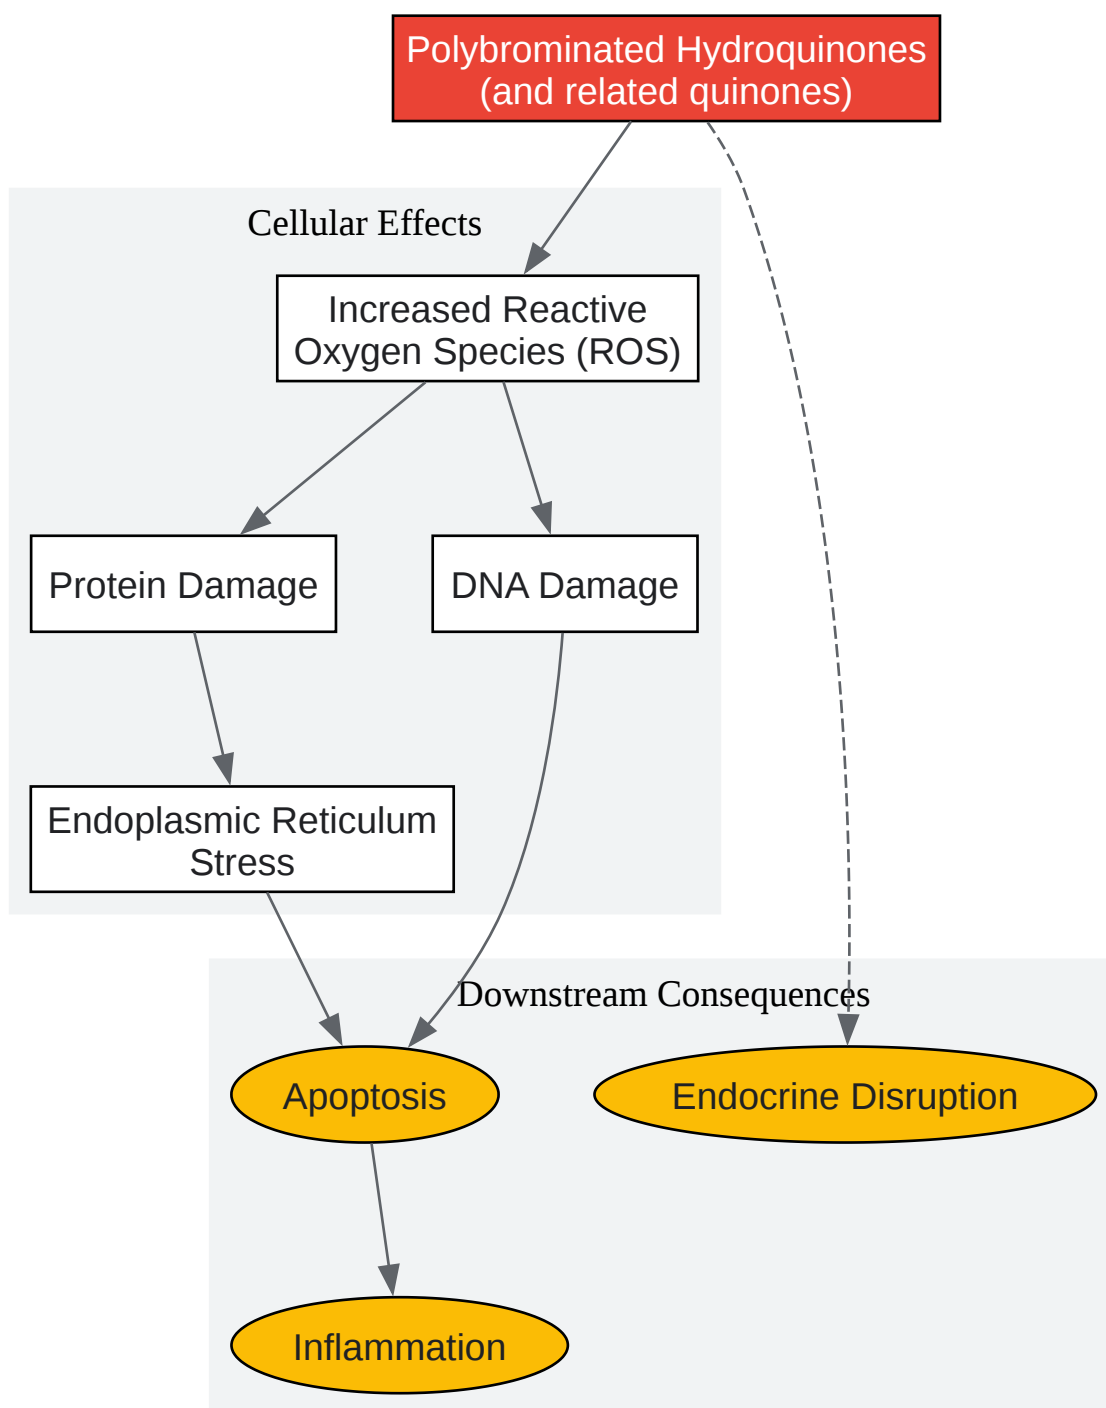 Polybrominated Hydroquinones
(and related quinones)
Cellular Effects
Increased Reactive
Oxygen Species (ROS)
Protein Damage
DNA Damage
Endoplasmic Reticulum
Stress
Downstream Consequences
Apoptosis
Endocrine Disruption
Inflammation